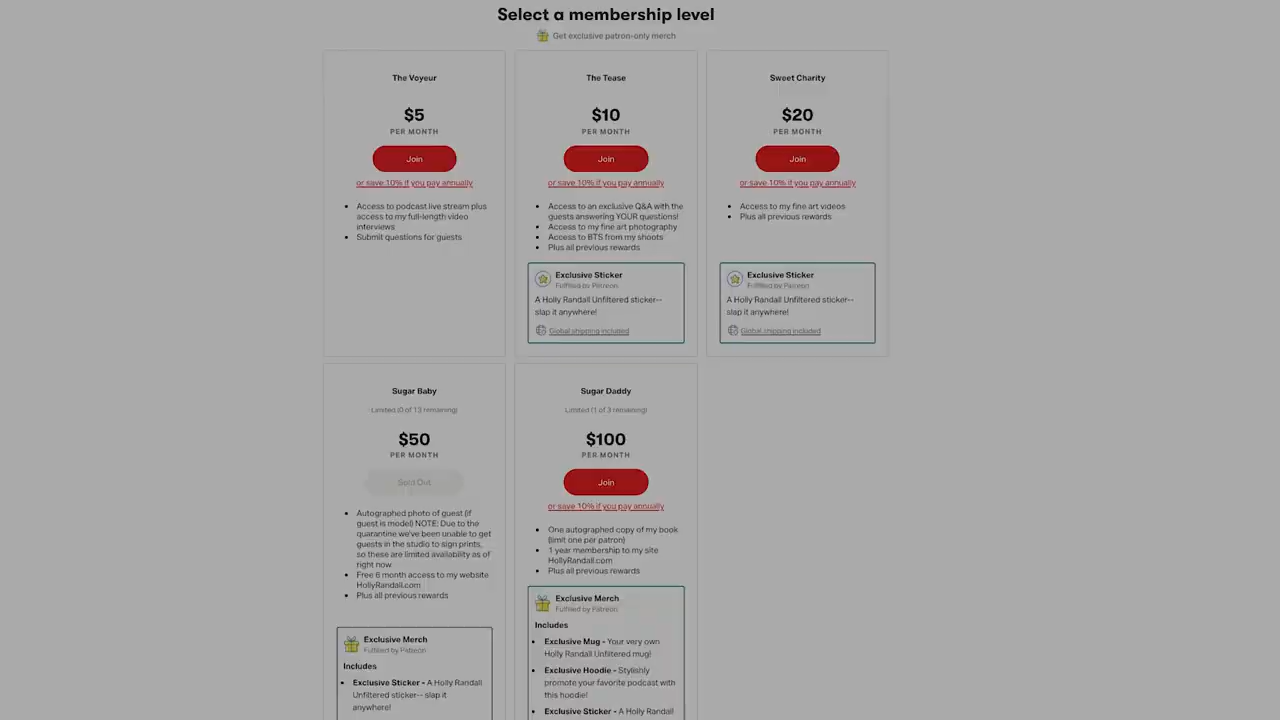 Select a membership level
Get exclusive patron-only merch
The Voyeur
$5
PER MONTH
Join
or save 10% if you pay annually
Access to podcast live stream plus
access to my full-length video
interviews
Submit questions for guests
The Tease
$10
PER MONTH
Join
or save 10% if you pay annually
Access to an exclusive Q&A with the
guests answering YOUR questions!
Access to my fine art photography
Access to BTS from my shoots
Plus all previous rewards
Exclusive Sticker
Fulfilled by Patreon
A Holly Randall Unfiltered sticker--
slap it anywhere!
Global shipping included
Sweet Charity
$20
PER MONTH
Join
or save 10% if you pay annually
Access to my fine art videos
Plus all previous rewards
Exclusive Sticker
Fulfilled by Patreon
A Holly Randall Unfiltered sticker--
slap it anywhere!
Global shipping included
Sugar Baby
Limited (0 of 13 remaining)
$50
PER MONTH
Sold Out
Autographed photo of guest (if
guest is model) NOTE: Due to the
quarantine we've been unable to get
guests in the studio to sign prints,
so these are limited availability as of
right now
Free 6 month access to my website
HollyRandall.com
Plus all previous rewards
Exclusive Merch
Fulfilled by Patreon
Includes
Exclusive Sticker - A Holly Randall
Unfiltered sticker-- slap it
anywhere!
Sugar Daddy
Limited (1 of 3 remaining)
$100
PER MONTH
Join
or save 10% if you pay annually
One autographed copy of my book
(limit one per patron)
1 year membership to my site
HollyRandall.com
Plus all previous rewards
Exclusive Merch
Fulfilled by Patreon
Includes
Exclusive Mug - Your very own
Holly Randall Unfiltered mug!
Exclusive Hoodie - Stylishly
promote your favorite podcast with
this hoodie!
Exclusive Sticker - A Holly Randall